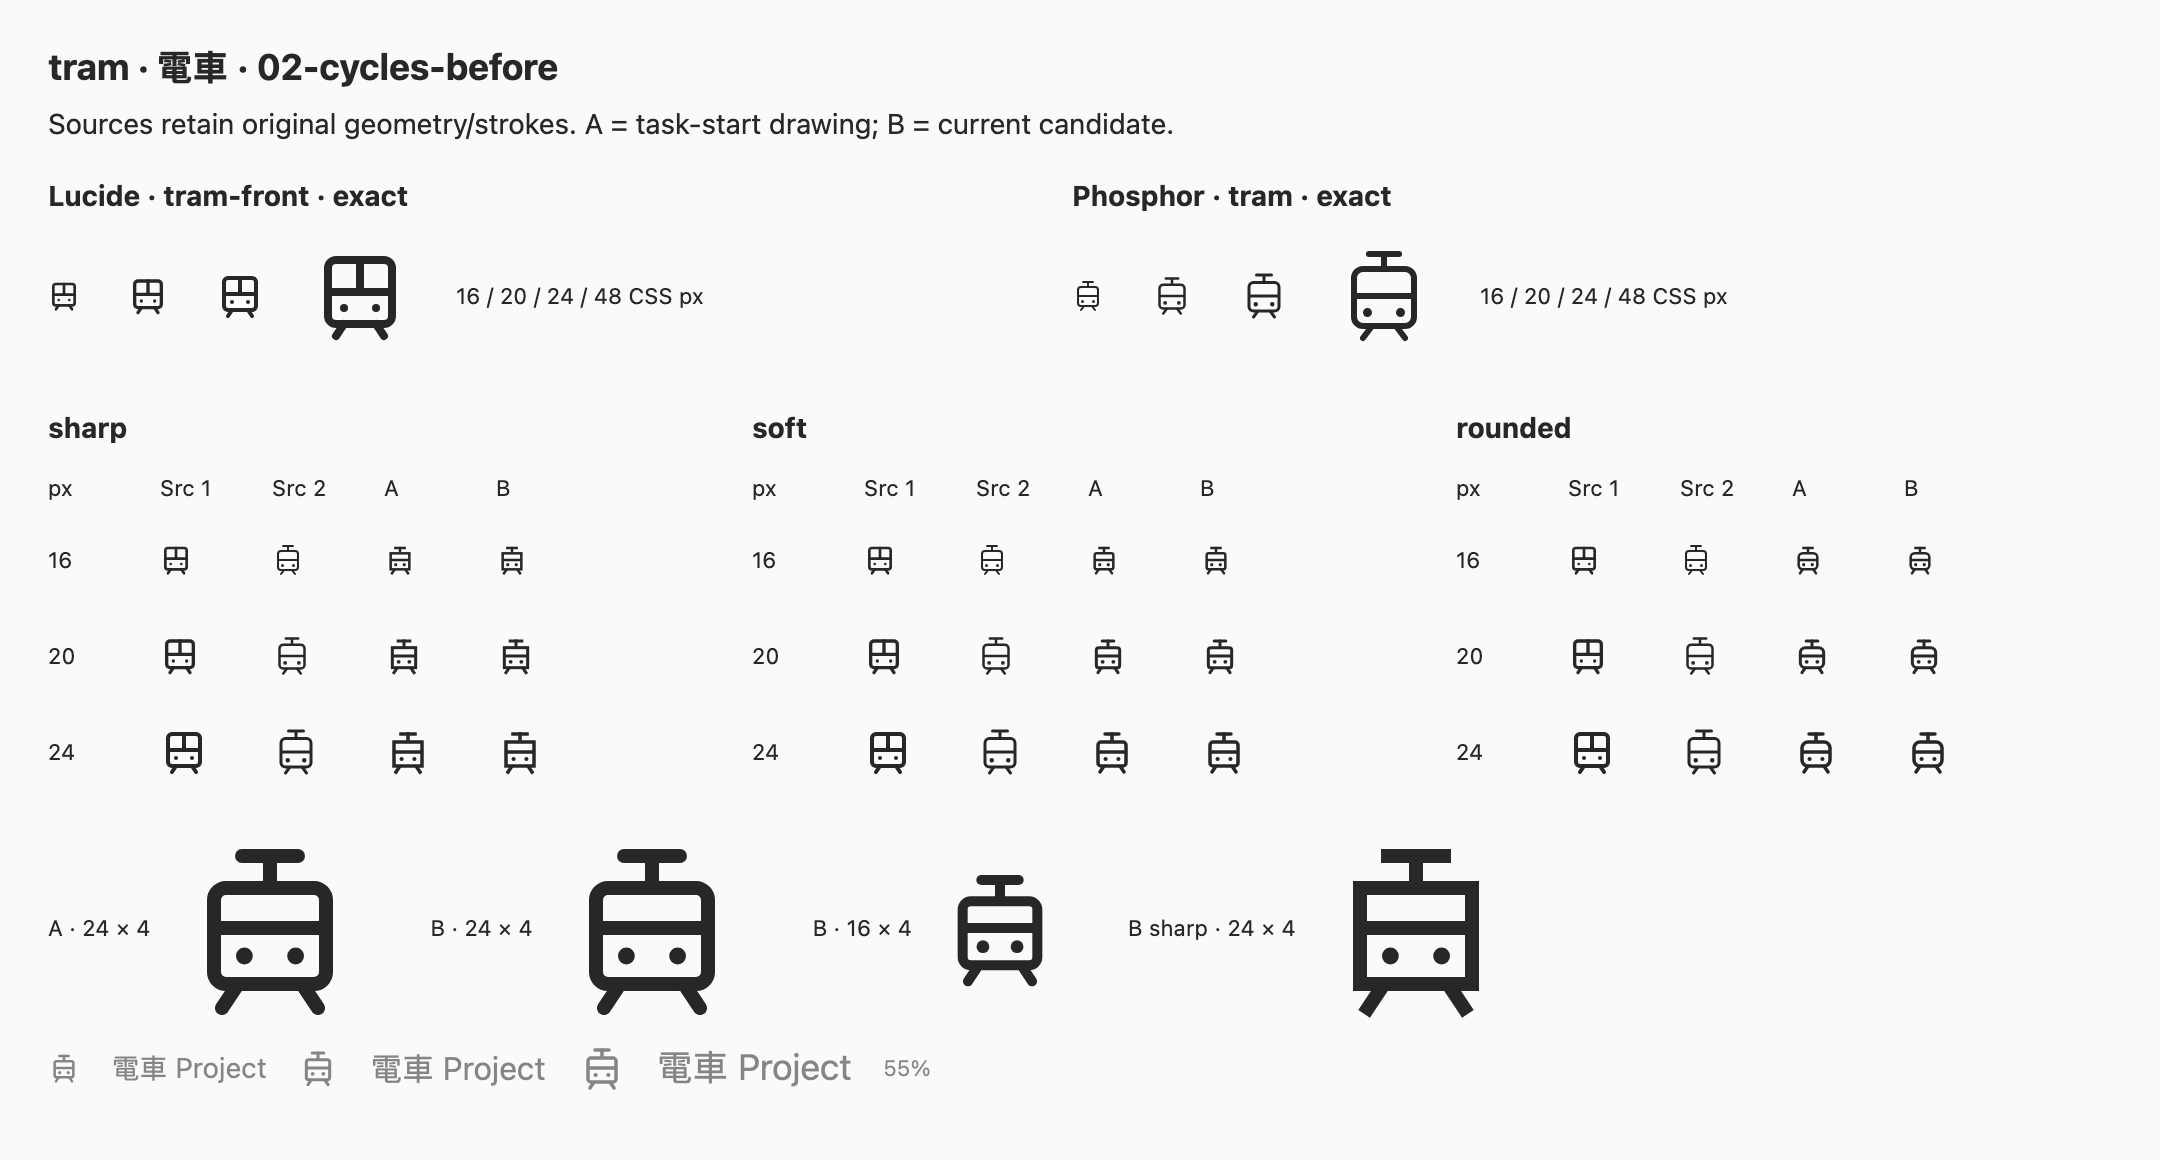 tram · 電車 · 02-cycles-before
Sources retain original geometry/strokes. A = task-start drawing; B = current candidate.
Lucide · tram-front · exact
16 / 20 / 24 / 48 CSS px
Phosphor · tram · exact
16 / 20 / 24 / 48 CSS px
sharp
px Src 1 Src 2 A B
16
20
24
soft
px Src 1 Src 2 A B
16
20
24
rounded
px Src 1 Src 2 A B
16
20
24
A · 24 × 4
B · 24 × 4
B · 16 × 4
B sharp · 24 × 4
電車 Project 電車 Project 電車 Project 55%